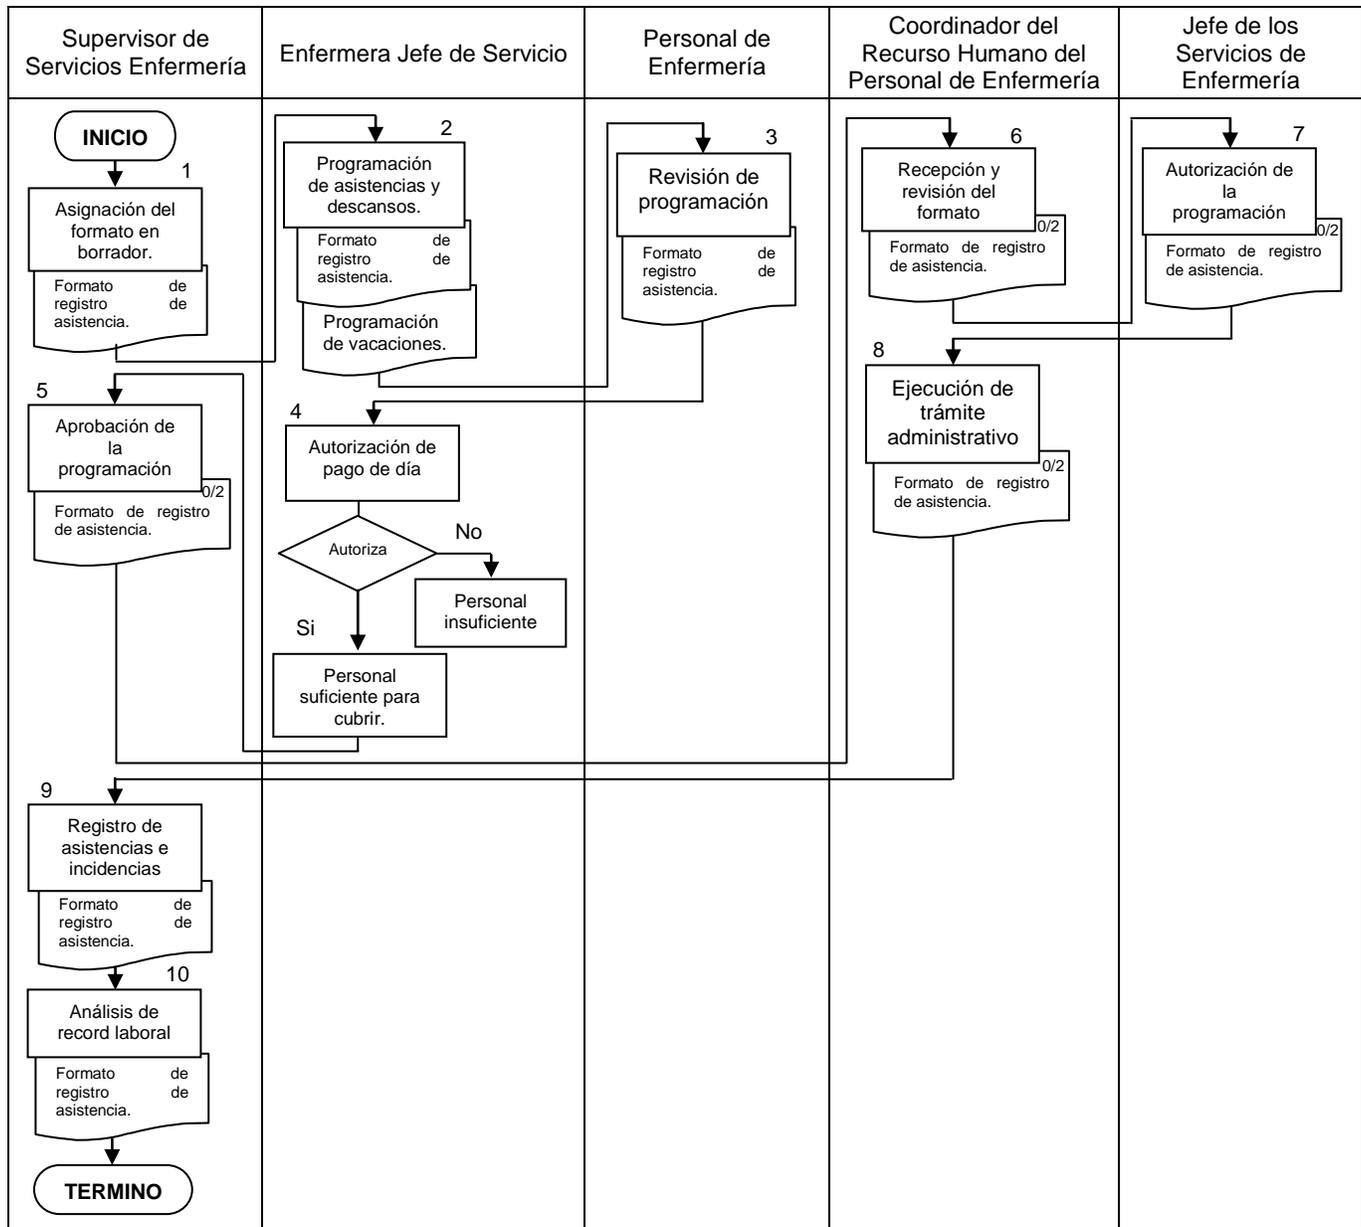 Supervisor de
Servicios Enfermería
Enfermera Jefe de Servicio
Personal de
Enfermería
Coordinador del
Recurso Humano del
Personal de Enfermería
Jefe de los
Servicios de
Enfermería
INICIO
1
Asignación del
formato en
borrador.
Formato de
registro de
asistencia.
2
Programación
de asistencias y
descansos.
Formato de
registro de
asistencia.
Programación
de vacaciones.
3
Revisión de
programación
Formato de
registro de
asistencia.
4
Autorización de
pago de día
Autoriza
No
Personal
insuficiente
Si
Personal
suficiente para
cubrir.
5
Aprobación de
la
programación
0/2
Formato de registro
de asistencia.
6
Recepción y
revisión del
formato
0/2
Formato de registro
de asistencia.
7
Autorización de
la
programación
0/2
Formato de registro
de asistencia.
8
Ejecución de
trámite
administrativo
0/2
Formato de registro
de asistencia.
9
Registro de
asistencias e
incidencias
Formato de
registro de
asistencia.
10
Análisis de
record laboral
Formato de
registro de
asistencia.
TERMINO